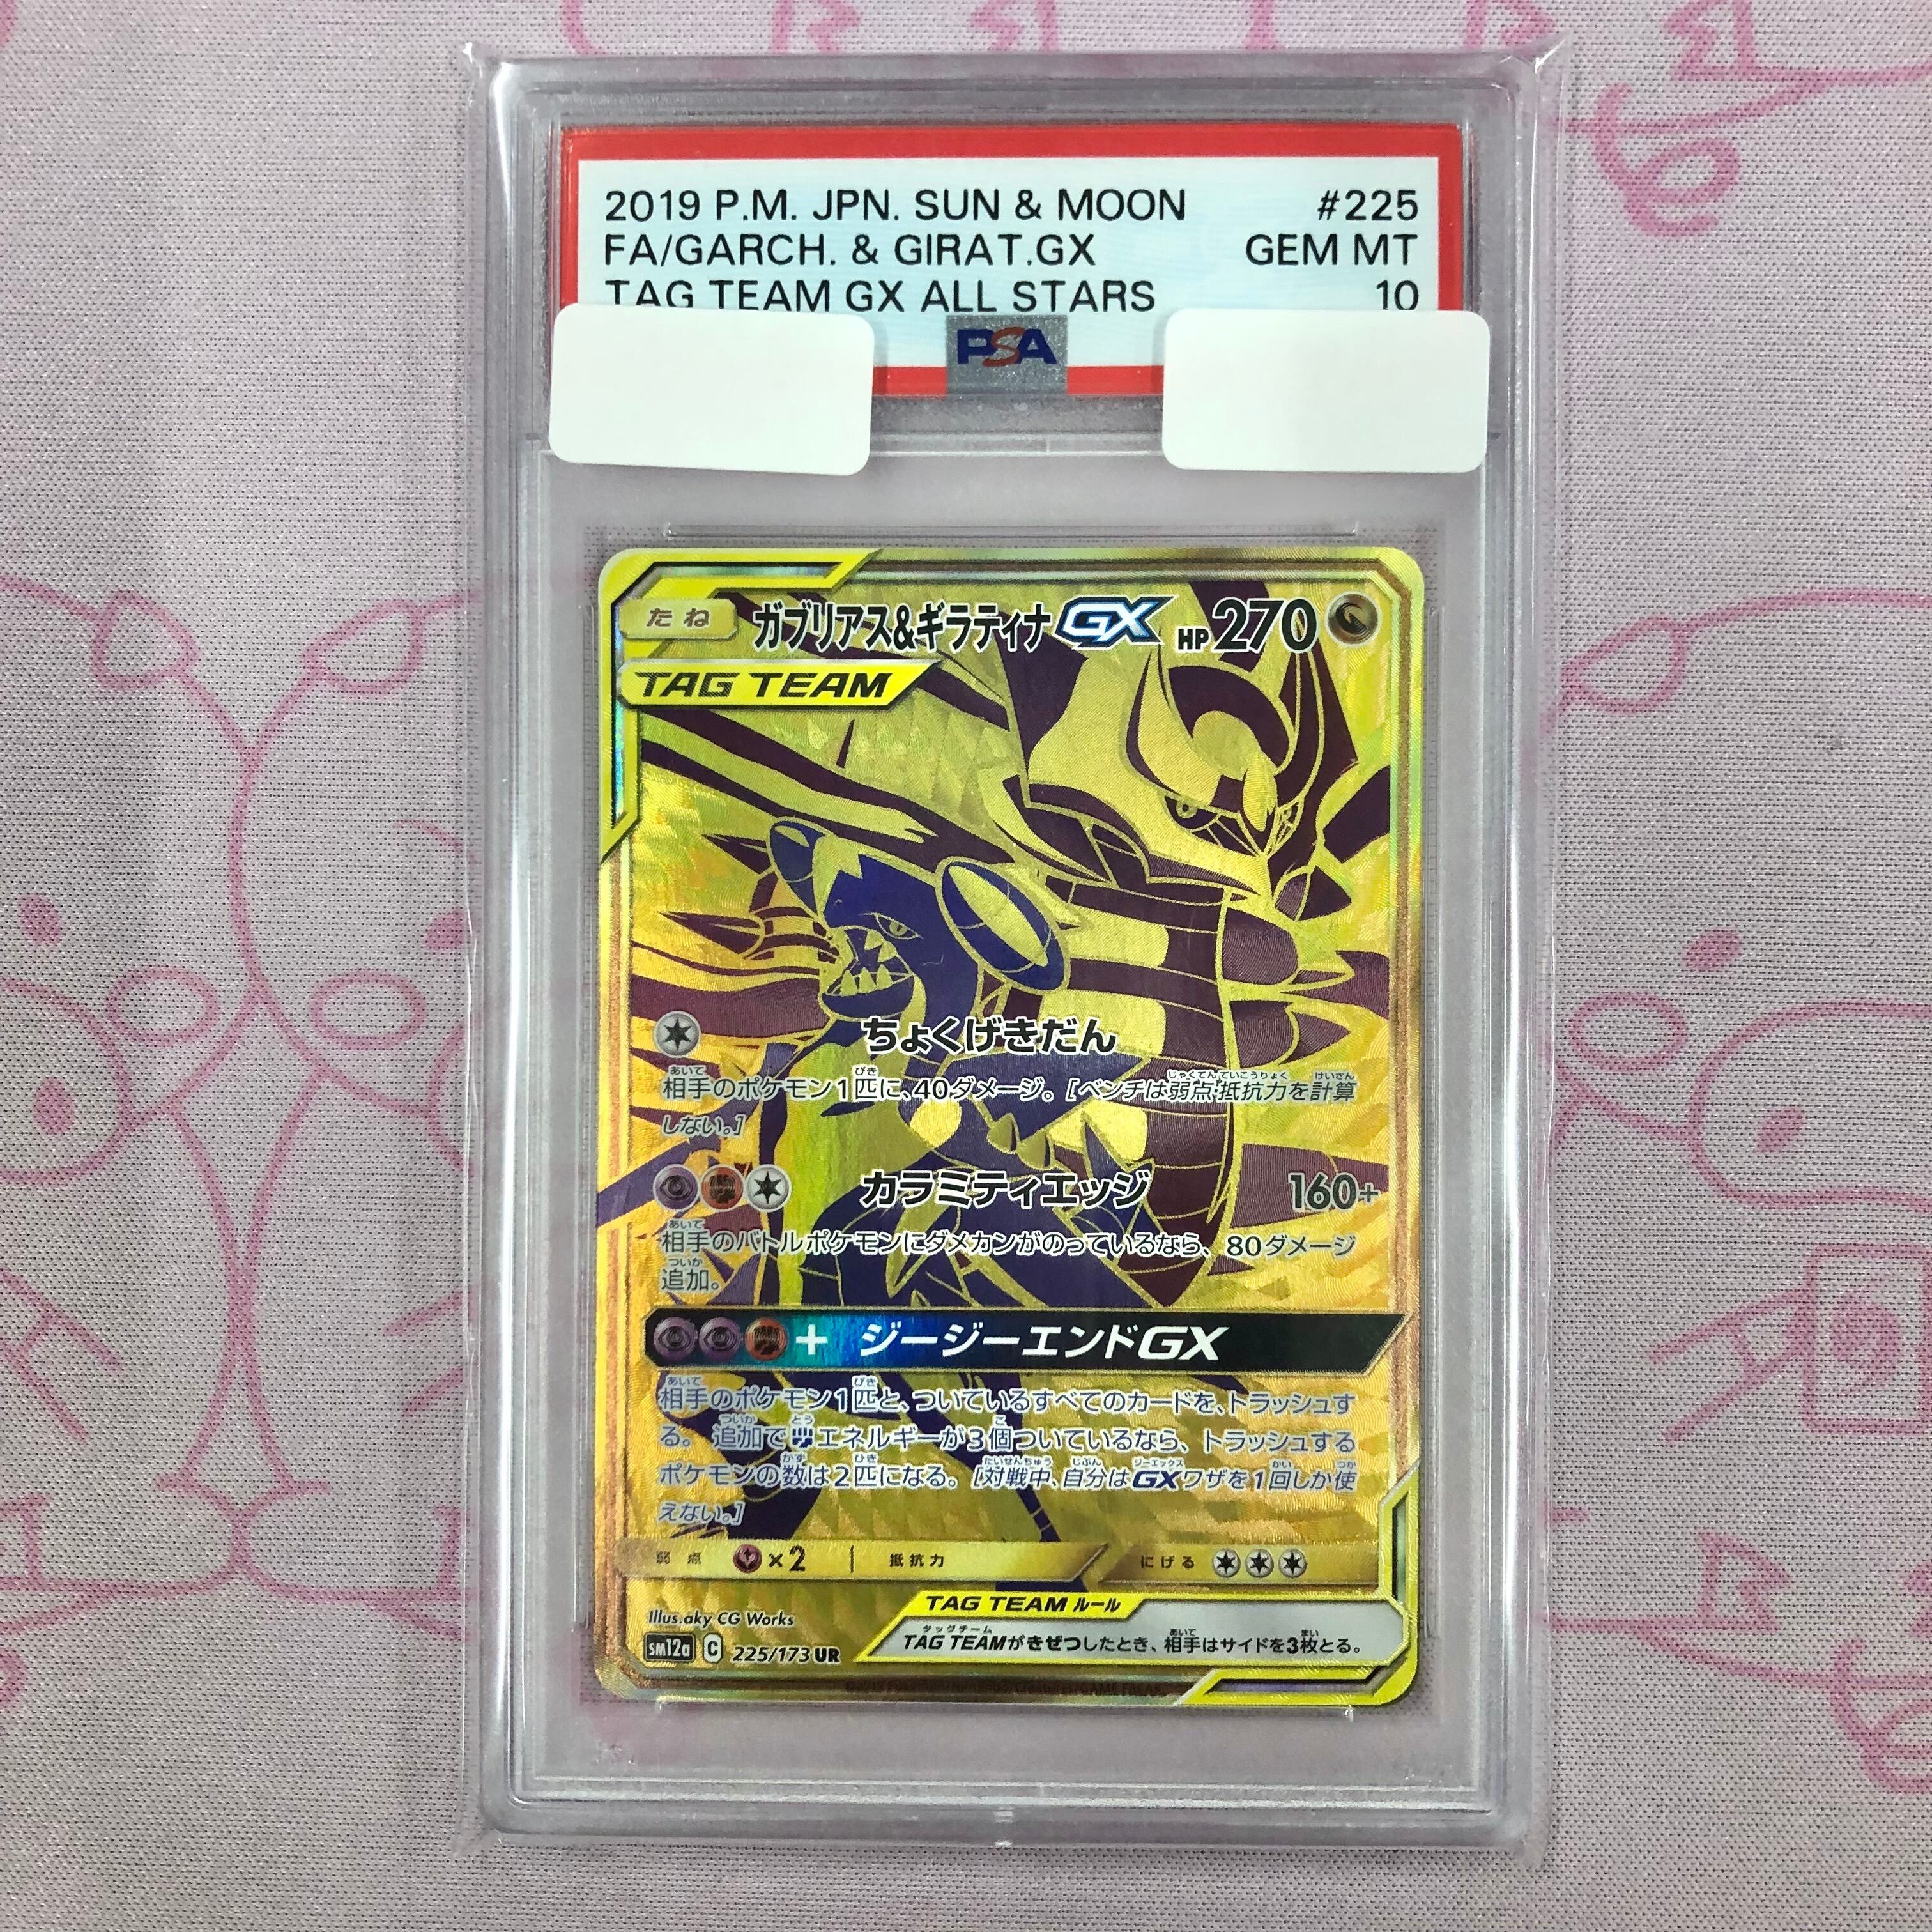 2019 P.M. JPN. SUN & MOON #225
FA/GARCH. & GIRAT.GX GEM MT
TAG TEAM GX ALL STARS 10
PSA
たね ガブリアス&ギラティナGX HP270
TAG TEAM
ちょくげきだん
相手のポケモン1匹に、40ダメージ。[ベンチは弱点・抵抗力を計算
しない。]
カラミティエッジ 160+
相手のバトルポケモンにダメカンがのっているなら、80ダメージ
追加。
+ ジージーエンドGX
相手のポケモン1匹と、ついているすべてのカードを、トラッシュす
る。追加で エネルギーが3個ついているなら、トラッシュする
ポケモンの数は2匹になる。[対戦中、自分はGXワザを1回しか使
えない。]
弱点 ×2 抵抗力 にげる
TAG TEAM ルール
Illus.aky CG Works
TAG TEAMがきぜつしたとき、相手はサイドを3枚とる。
sm12a C 225/173 UR